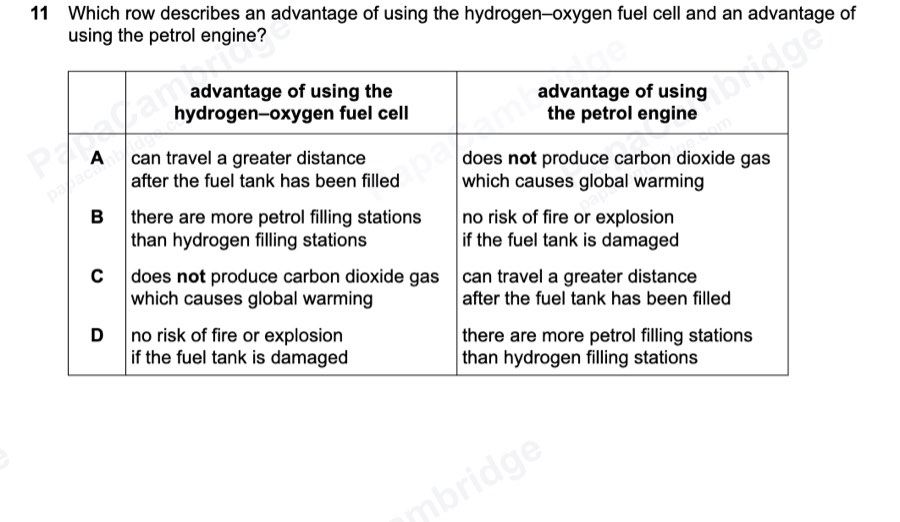 11 Which row describes an advantage of using the hydrogen–oxygen fuel cell and an advantage of
using the petrol engine?
advantage of using the
hydrogen–oxygen fuel cell
advantage of using
the petrol engine
A can travel a greater distance
after the fuel tank has been filled
does not produce carbon dioxide gas
which causes global warming
B there are more petrol filling stations
than hydrogen filling stations
no risk of fire or explosion
if the fuel tank is damaged
C does not produce carbon dioxide gas
which causes global warming
can travel a greater distance
after the fuel tank has been filled
D no risk of fire or explosion
if the fuel tank is damaged
there are more petrol filling stations
than hydrogen filling stations
PapaCambridge